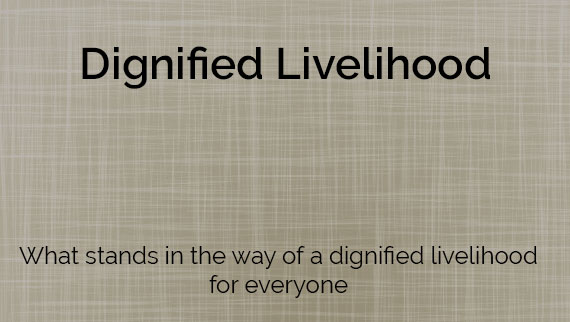 Dignified Livelihood
What stands in the way of a dignified livelihood
for everyone